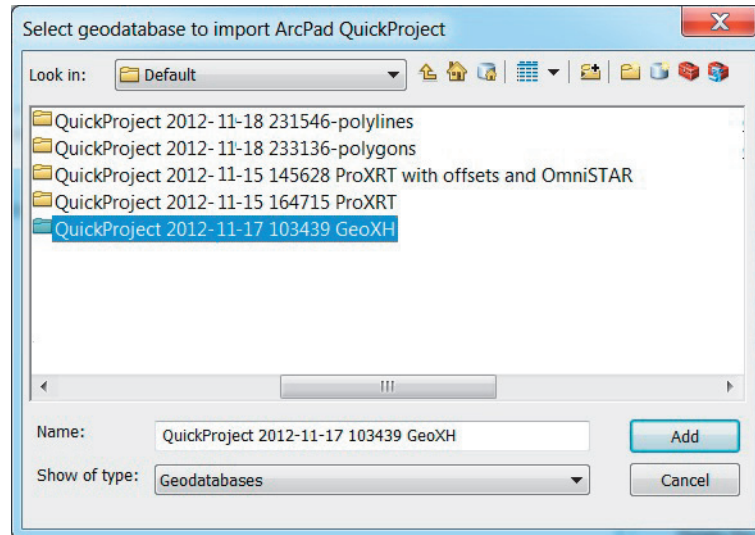 Select geodatabase to import ArcPad QuickProject
Look in: Default
QuickProject 2012-11-18 231546-polylines
QuickProject 2012-11-18 233136-polygons
QuickProject 2012-11-15 145628 ProXRT with offsets and OmniSTAR
QuickProject 2012-11-15 164715 ProXRT
QuickProject 2012-11-17 103439 GeoXH
Name: QuickProject 2012-11-17 103439 GeoXH Add
Show of type: Geodatabases Cancel